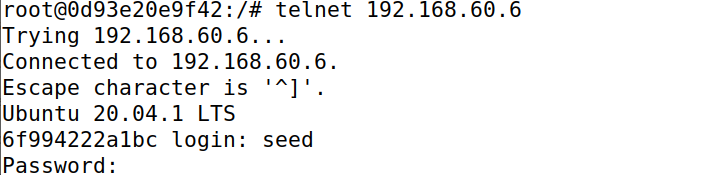 root@0d93e20e9f42:/# telnet 192.168.60.6
Trying 192.168.60.6...
Connected to 192.168.60.6.
Escape character is '^]'.
Ubuntu 20.04.1 LTS
6f994222a1bc login: seed
Password: